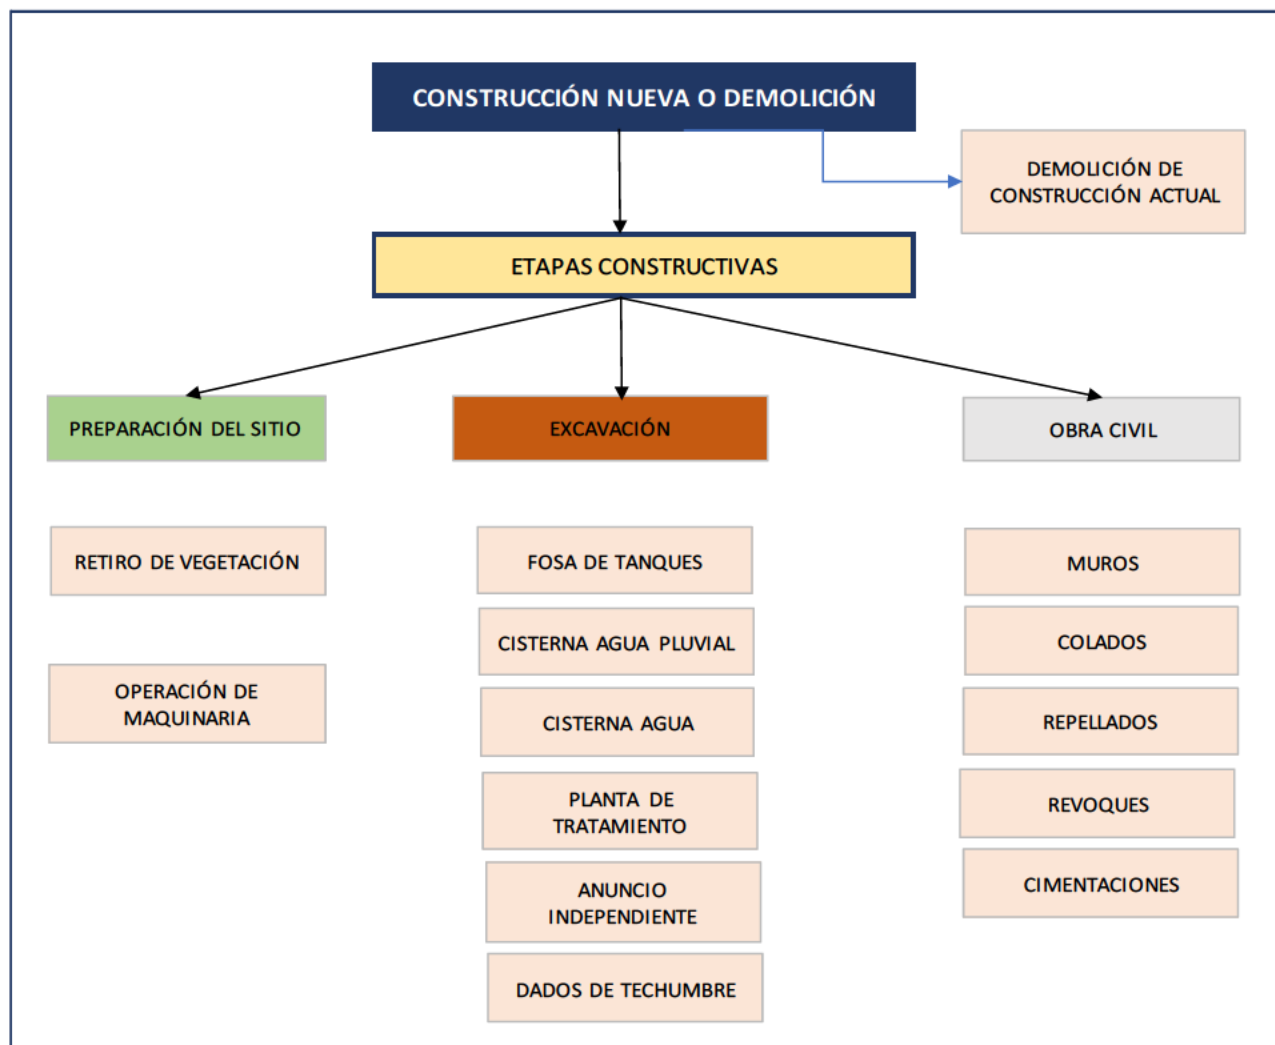 CONSTRUCCIÓN NUEVA O DEMOLICIÓN
DEMOLICIÓN DE
CONSTRUCCIÓN ACTUAL
ETAPAS CONSTRUCTIVAS
PREPARACIÓN DEL SITIO
EXCAVACIÓN
OBRA CIVIL
RETIRO DE VEGETACIÓN
OPERACIÓN DE
MAQUINARIA
FOSA DE TANQUES
CISTERNA AGUA PLUVIAL
CISTERNA AGUA
PLANTA DE
TRATAMIENTO
ANUNCIO
INDEPENDIENTE
DADOS DE TECHUMBRE
MUROS
COLADOS
REPELLADOS
REVOQUES
CIMENTACIONES